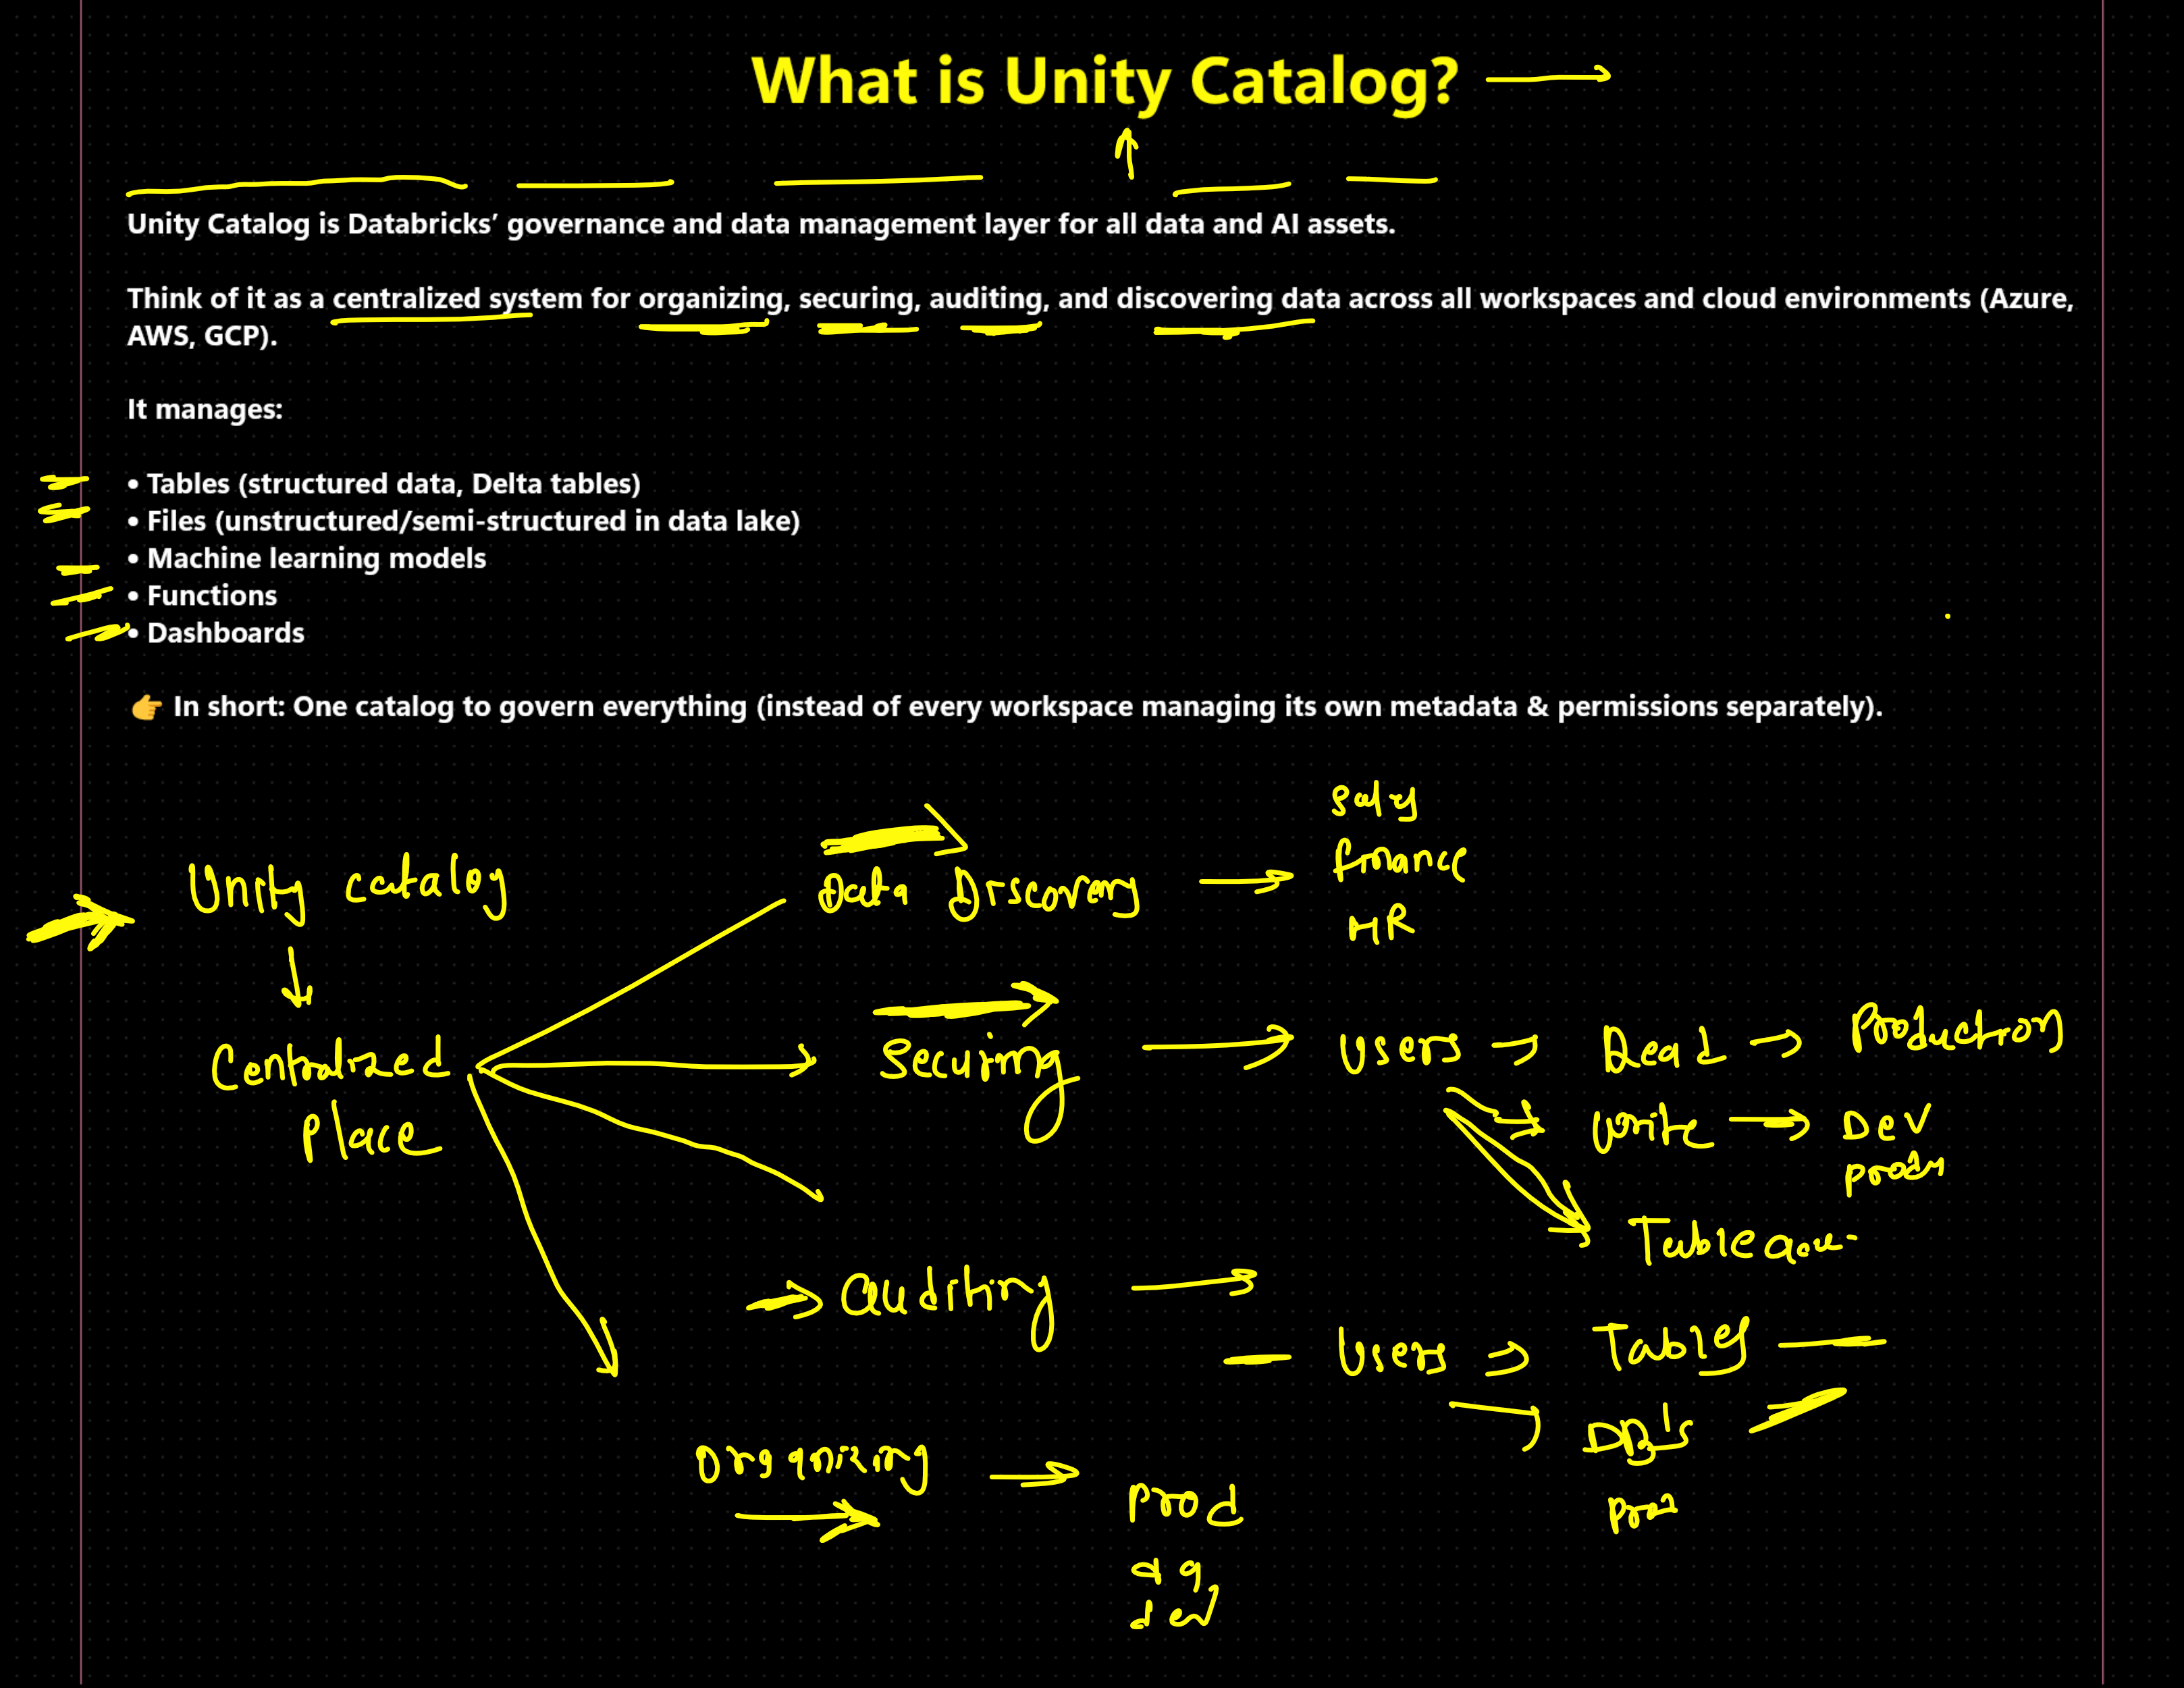 What is Unity Catalog?
Unity Catalog is Databricks’ governance and data management layer for all data and AI assets.
Think of it as a centralized system for organizing, securing, auditing, and discovering data across all workspaces and cloud environments (Azure,
AWS, GCP).
It manages:
• Tables (structured data, Delta tables)
• Files (unstructured/semi-structured in data lake)
• Machine learning models
• Functions
• Dashboards
👉 In short: One catalog to govern everything (instead of every workspace managing its own metadata & permissions separately).
Unity catalog
Centralized
Place
Data Discovery
finance
HR
Securing
Users
Read
Production
Write
Dev
Auditing
Users
Tables
DB's
Organizing
Prod
dev